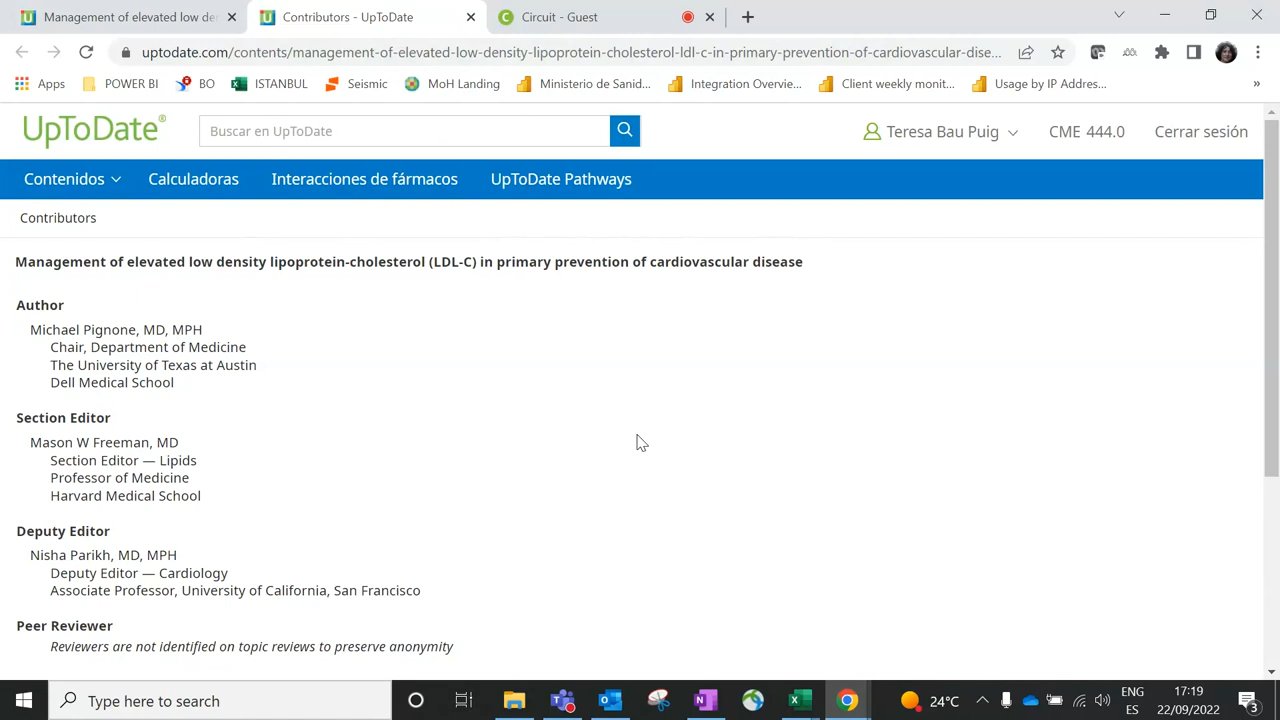 Management of elevated low de
Contributors - UpToDate
Circuit - Guest
uptodate.com/contents/management-of-elevated-low-density-lipoprotein-cholesterol-ldl-c-in-primary-prevention-of-cardiovascular-dise...
Apps
POWER BI
BO
ISTANBUL
Seismic
MoH Landing
Ministerio de Sanid...
Integration Overvie...
Client weekly monit...
Usage by IP Addres...
»
UpToDate®
Buscar en UpToDate
Teresa Bau Puig
CME 444.0
Cerrar sesión
Contenidos
Calculadoras
Interacciones de fármacos
UpToDate Pathways
Contributors
Management of elevated low density lipoprotein-cholesterol (LDL-C) in primary prevention of cardiovascular disease
Author
Michael Pignone, MD, MPH
Chair, Department of Medicine
The University of Texas at Austin
Dell Medical School
Section Editor
Mason W Freeman, MD
Section Editor — Lipids
Professor of Medicine
Harvard Medical School
Deputy Editor
Nisha Parikh, MD, MPH
Deputy Editor — Cardiology
Associate Professor, University of California, San Francisco
Peer Reviewer
Reviewers are not identified on topic reviews to preserve anonymity
Type here to search
24°C
ENG
ES
17:19
22/09/2022
3